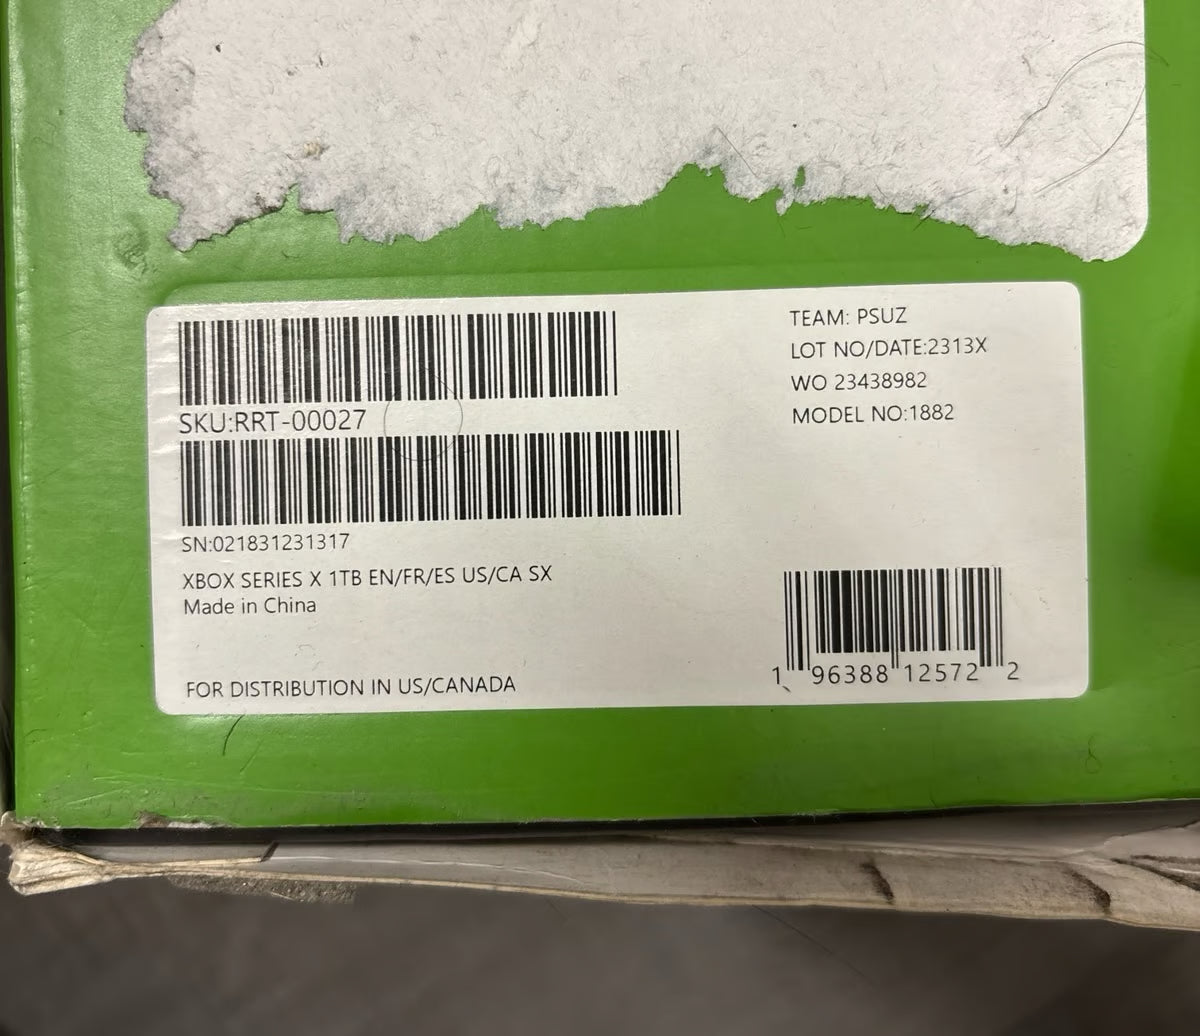 SKU:RRT-00027
SN:021831231317
XBOX SERIES X 1TB EN/FR/ES US/CA SX
Made in China
FOR DISTRIBUTION IN US/CANADA
TEAM: PSUZ
LOT NO/DATE:2313X
WO 23438982
MODEL NO:1882
1 96388 12572 2